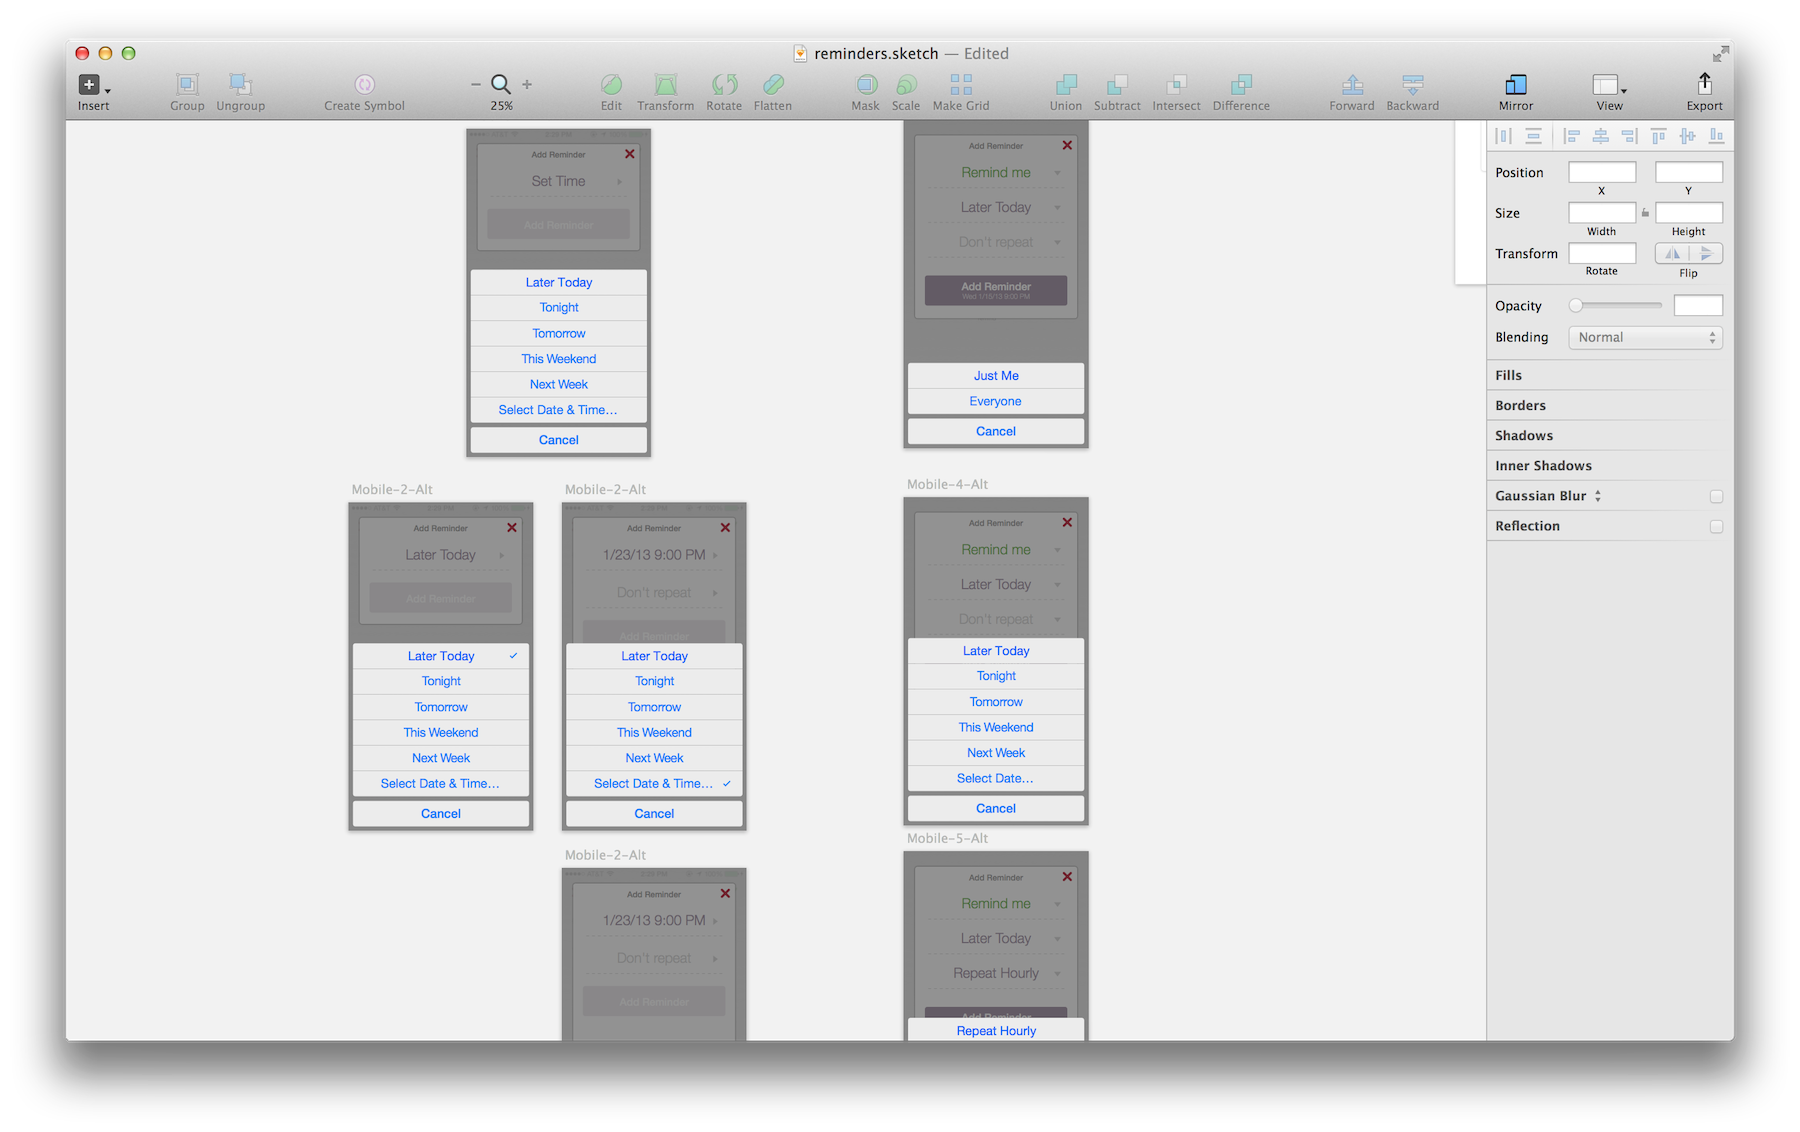 reminders.sketch — Edited
Insert
Group
Ungroup
Create Symbol
25%
Edit
Transform
Rotate
Flatten
Mask
Scale
Make Grid
Union
Subtract
Intersect
Difference
Forward
Backward
Mirror
View
Export
Add Reminder
Set Time
Add Reminder
Later Today
Tonight
Tomorrow
This Weekend
Next Week
Select Date & Time...
Cancel
Add Reminder
Remind me
Later Today
Don't repeat
Add Reminder
Wed 1/15/13 9:00 PM
Just Me
Everyone
Cancel
Mobile-2-Alt
Add Reminder
Later Today
Add Reminder
Later Today
Tonight
Tomorrow
This Weekend
Next Week
Select Date & Time...
Cancel
Mobile-2-Alt
Add Reminder
1/23/13 9:00 PM
Don't repeat
Add Reminder
Later Today
Tonight
Tomorrow
This Weekend
Next Week
Select Date & Time...
Cancel
Mobile-4-Alt
Add Reminder
Remind me
Later Today
Don't repeat
Later Today
Tonight
Tomorrow
This Weekend
Next Week
Select Date...
Cancel
Mobile-2-Alt
Add Reminder
1/23/13 9:00 PM
Don't repeat
Add Reminder
Mobile-5-Alt
Add Reminder
Remind me
Later Today
Repeat Hourly
Add Reminder
Repeat Hourly
Position
X
Y
Size
Width
Height
Transform
Rotate
Flip
Opacity
Blending
Normal
Fills
Borders
Shadows
Inner Shadows
Gaussian Blur
Reflection